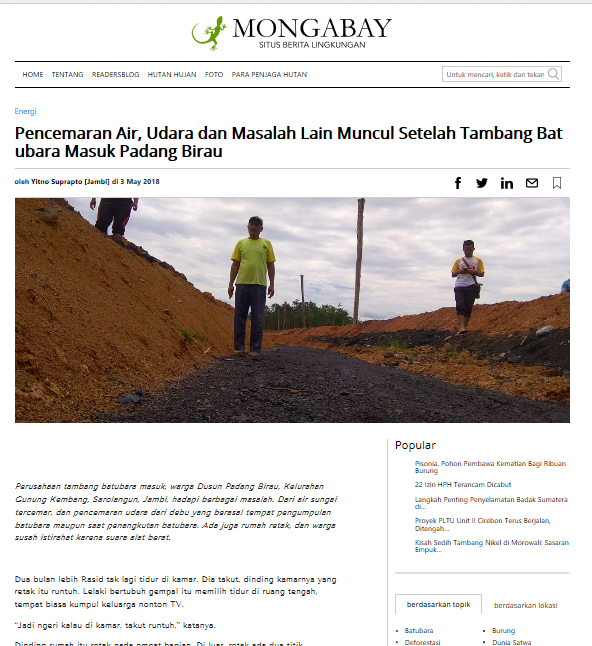 MONGABAY
SITUS BERITA LINGKUNGAN
HOME TENTANG READERSBLOG HUTAN HUJAN FOTO PARA PENJAGA HUTAN
Untuk mencari, ketik dan tekan
Energi
Pencemaran Air, Udara dan Masalah Lain Muncul Setelah Tambang Bat
ubara Masuk Padang Birau
oleh Yitno Suprapto [Jambi] di 3 May 2018
Perusahaan tambang batubara masuk, warga Dusun Padang Birau, Kelurahan
Gunung Kembang, Sarolangun, Jambi, hadapi berbagai masalah. Dari air sungai
tercemar, dan pencemaran udara dari debu yang berasal tempat pengumpulan
batubara maupun saat penangkutan batubara. Ada juga rumah retak, dan warga
susah istirahat karena suara alat berat.
Dua bulan lebih Rasid tak lagi tidur di kamar. Dia takut, dinding kamarnya yang
retak itu runtuh. Lelaki bertubuh gempal itu memilih tidur di ruang tengah,
tempat biasa kumpul keluarga nonton TV.
“Jadi ngeri kalau di kamar, takut runtuh,” katanya.
Dinding rumah itu retak pada empat bagian. Di luar, retak ada dua titik
Popular
Pisonia, Pohon Pembawa Kematian Bagi Ribuan
Burung
22 Izin HPH Terancam Dicabut
Langkah Penting Penyelamatan Badak Sumatera
di...
Proyek PLTU Unit II Cirebon Terus Berjalan,
Ditengah...
Kisah Sedih Tambang Nikel di Morowali: Sasaran
Empuk...
berdasarkan topik berdasarkan lokasi
Batubara Burung
Deforestasi Dunia Satwa